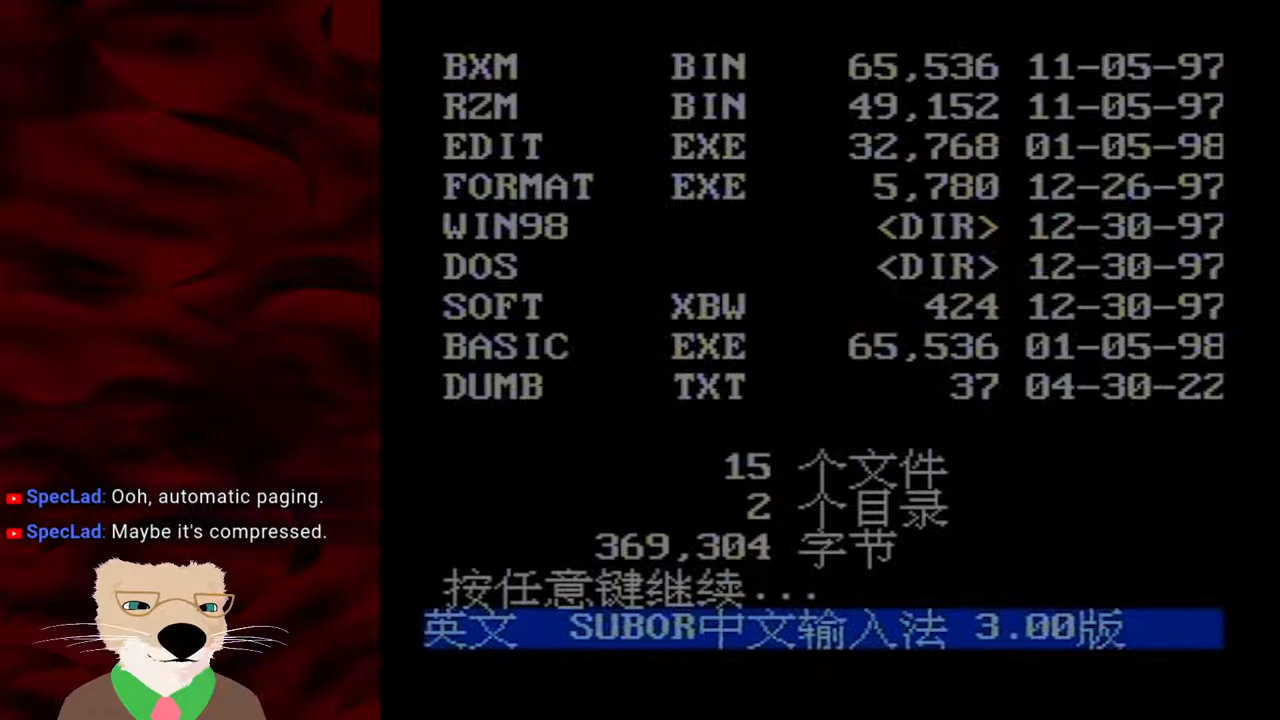 BXM BIN 65,536 11-05-97
RZM BIN 49,152 11-05-97
EDIT EXE 32,768 01-05-98
FORMAT EXE 5,780 12-26-97
WIN98 <DIR> 12-30-97
DOS <DIR> 12-30-97
SOFT XBW 424 12-30-97
BASIC EXE 65,536 01-05-98
DUMB TXT 37 04-30-22
15 个文件
2 个目录
369,304 字节
按任意键继续...
英文 SUBOR中文输入法 3.00版
SpecLad: Ooh, automatic paging.
SpecLad: Maybe it's compressed.